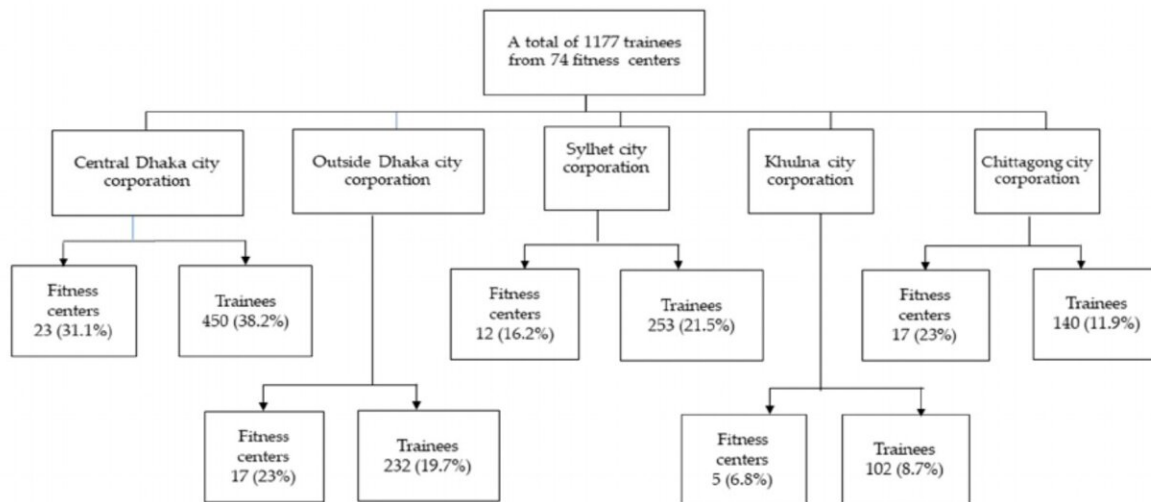 A total of 1177 trainees
from 74 fitness centers
Central Dhaka city
corporation
Outside Dhaka city
corporation
Sylhet city
corporation
Khulna city
corporation
Chittagong city
corporation
Fitness
centers
23 (31.1%)
Trainees
450 (38.2%)
Fitness
centers
12 (16.2%)
Trainees
253 (21.5%)
Fitness
centers
17 (23%)
Trainees
140 (11.9%)
Fitness
centers
17 (23%)
Trainees
232 (19.7%)
Fitness
centers
5 (6.8%)
Trainees
102 (8.7%)